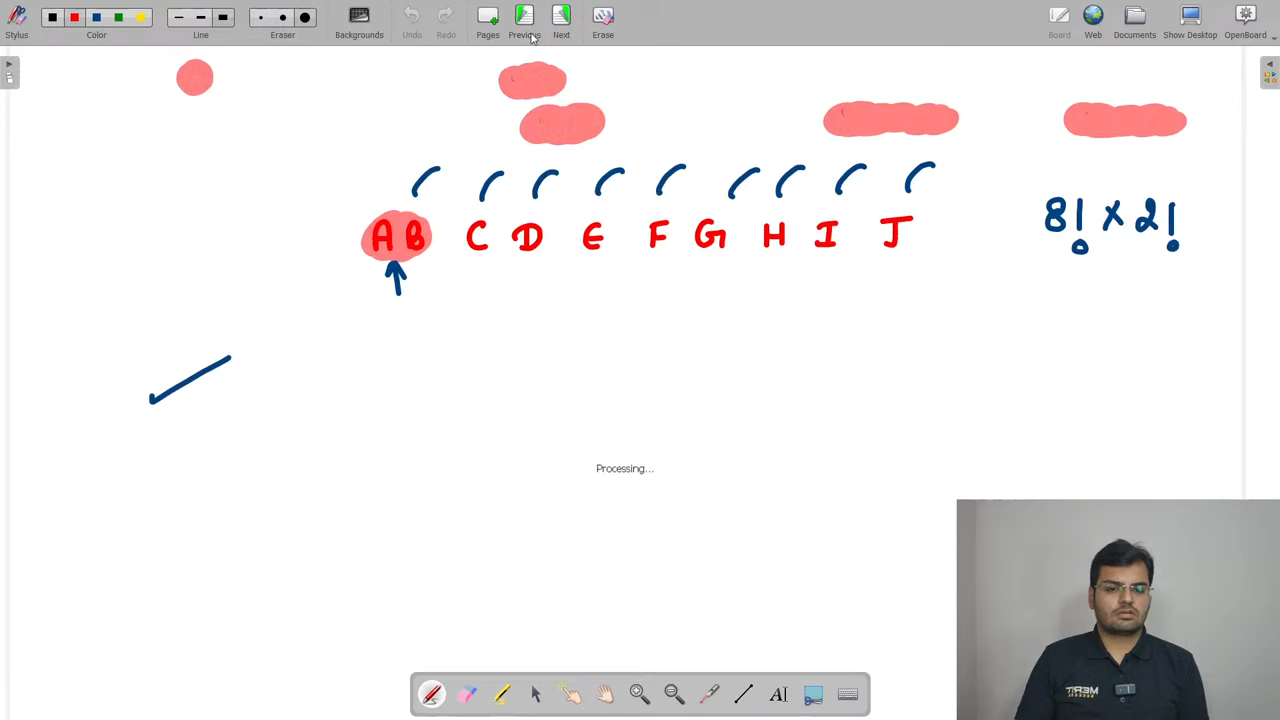 Stylus Color Line Eraser Backgrounds Undo Redo Pages Previous Next Erase Board Web Documents Show Desktop OpenBoard
A B C D E F G H I J
8! × 2!
Processing...
MERIT